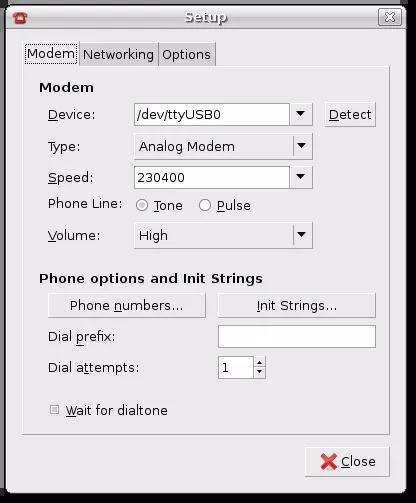 Setup
Modem Networking Options
Modem
Device: /dev/ttyUSB0 Detect
Type: Analog Modem
Speed: 230400
Phone Line: Tone Pulse
Volume: High
Phone options and Init Strings
Phone numbers... Init Strings...
Dial prefix:
Dial attempts: 1
Wait for dialtone
Close